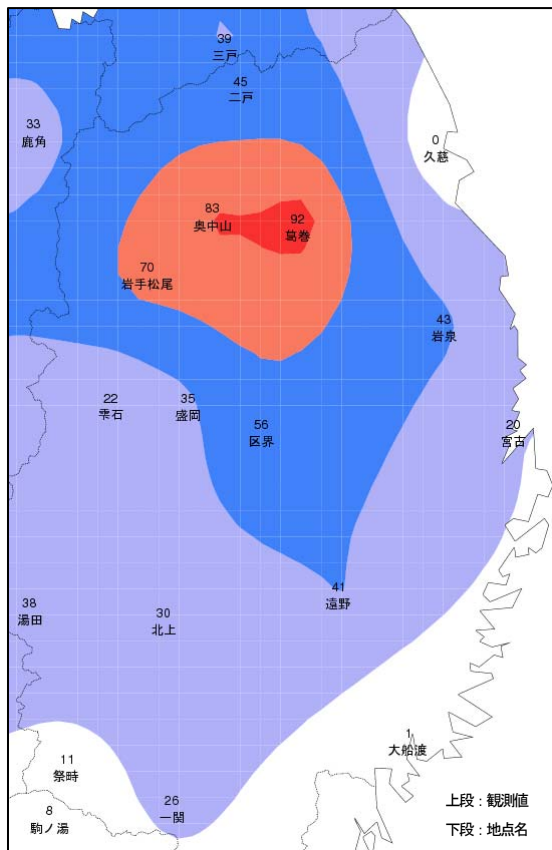 39
三戸
45
二戸
33
鹿角
0
久慈
83
奥中山
92
葛巻
70
岩手松尾
43
岩泉
22
雫石
35
盛岡
56
区界
20
宮古
41
遠野
38
湯田
30
北上
1
大船渡
11
祭畤
26
一関
8
駒ノ湯
上段：観測値
下段：地点名